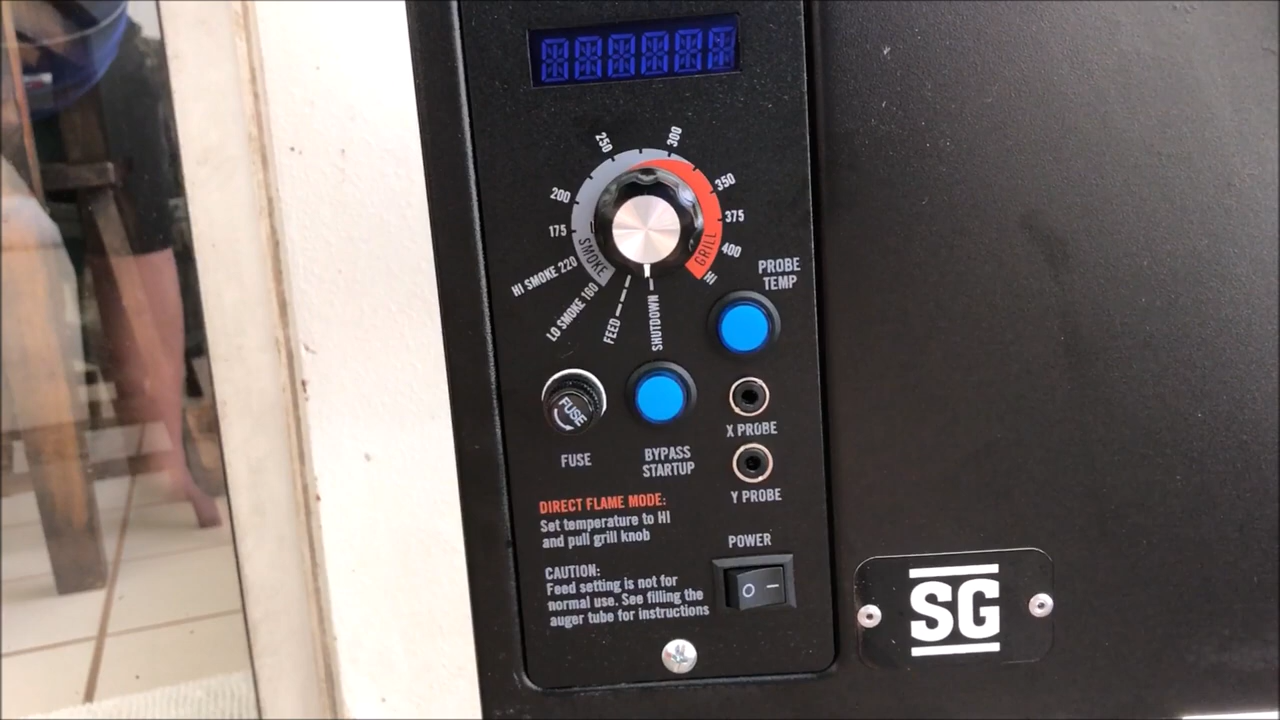 250
300
200
350
175
375
SMOKE
GRILL
400
HI
HI SMOKE 220
LO SMOKE 160
FEED
SHUTDOWN
PROBE
TEMP
FUSE
FUSE
BYPASS
STARTUP
X PROBE
Y PROBE
DIRECT FLAME MODE:
Set temperature to HI
and pull grill knob
POWER
CAUTION:
Feed setting is not for
normal use. See filling the
auger tube for instructions
O
SG